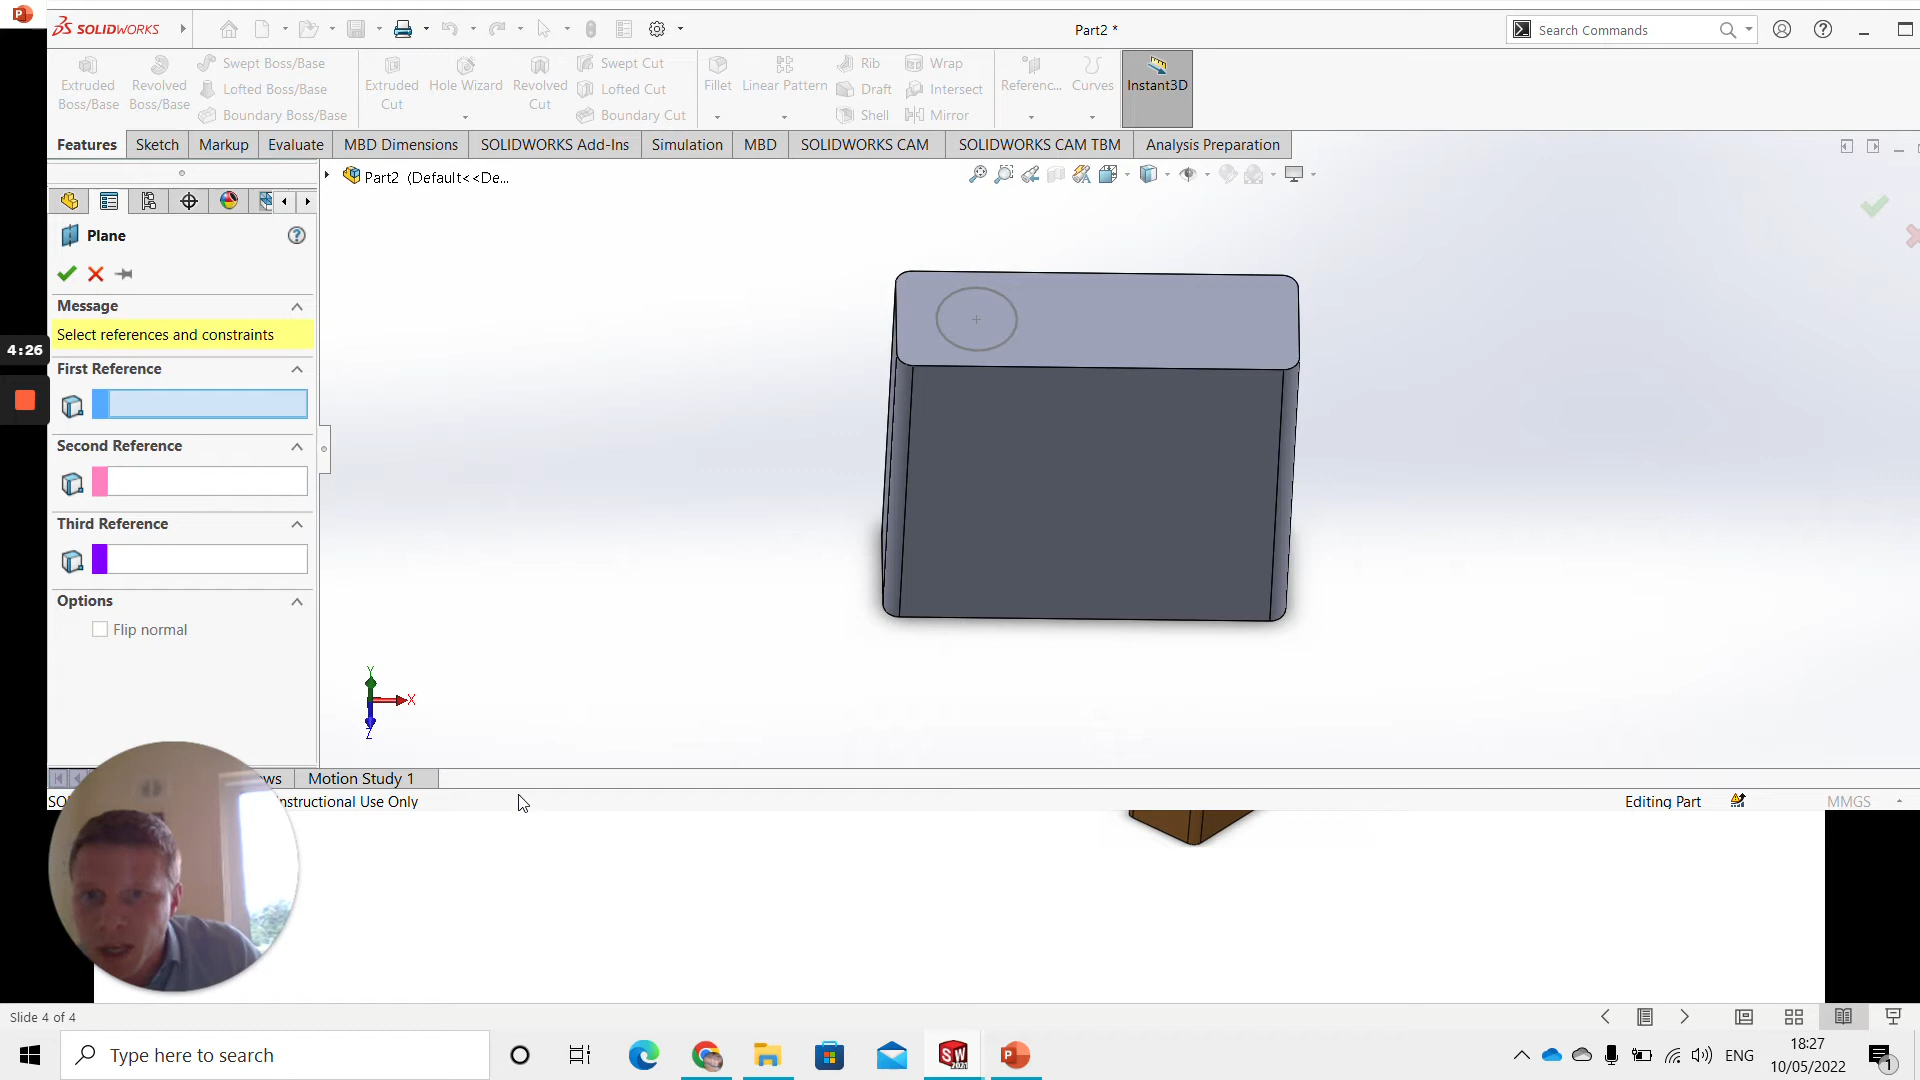 SOLIDWORKS
Part2 *
Search Commands
Extruded Boss/Base
Revolved Boss/Base
Swept Boss/Base
Lofted Boss/Base
Boundary Boss/Base
Extruded Cut
Hole Wizard
Revolved Cut
Swept Cut
Lofted Cut
Boundary Cut
Fillet
Linear Pattern
Rib
Draft
Shell
Wrap
Intersect
Mirror
Referenc...
Curves
Instant3D
Features
Sketch
Markup
Evaluate
MBD Dimensions
SOLIDWORKS Add-Ins
Simulation
MBD
SOLIDWORKS CAM
SOLIDWORKS CAM TBM
Analysis Preparation
Part2 (Default<<De...
Plane
Message
Select references and constraints
4:26
First Reference
Second Reference
Third Reference
Options
Flip normal
Y
X
Z
ws
Motion Study 1
SO
nstructional Use Only
Editing Part
MMGS
Slide 4 of 4
Type here to search
ENG
18:27
10/05/2022
1